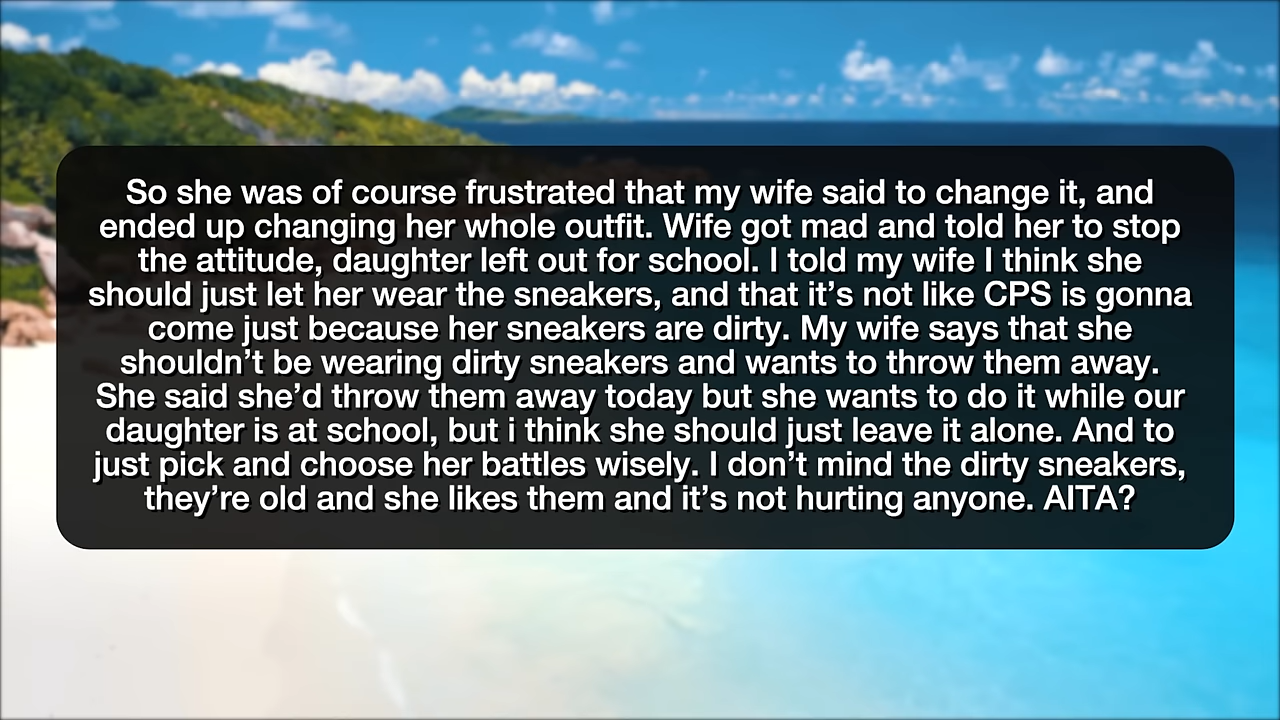 So she was of course frustrated that my wife said to change it, and
ended up changing her whole outfit. Wife got mad and told her to stop
the attitude, daughter left out for school. I told my wife I think she
should just let her wear the sneakers, and that it’s not like CPS is gonna
come just because her sneakers are dirty. My wife says that she
shouldn’t be wearing dirty sneakers and wants to throw them away.
She said she’d throw them away today but she wants to do it while our
daughter is at school, but i think she should just leave it alone. And to
just pick and choose her battles wisely. I don’t mind the dirty sneakers,
they’re old and she likes them and it’s not hurting anyone. AITA?